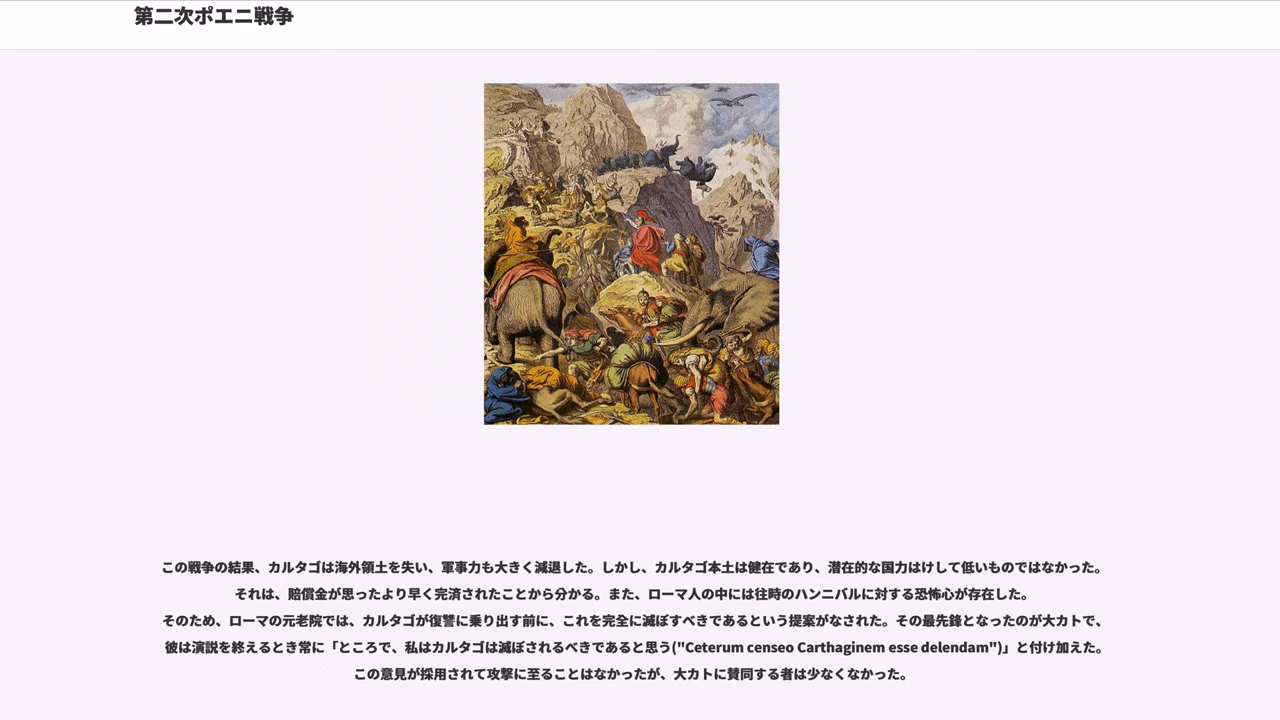 第二次ポエニ戦争
この戦争の結果、カルタゴは海外領土を失い、軍事力も大きく減退した。しかし、カルタゴ本土は健在であり、潜在的な国力はけして低いものではなかった。
それは、賠償金が思ったより早く完済されたことから分かる。また、ローマ人の中には往時のハンニバルに対する恐怖心が存在した。
そのため、ローマの元老院では、カルタゴが復讐に乗り出す前に、これを完全に滅ぼすべきであるという提案がなされた。その最先鋒となったのが大カトで、
彼は演説を終えるとき常に「ところで、私はカルタゴは滅ぼされるべきであると思う("Ceterum censeo Carthaginem esse delendam")」と付け加えた。
この意見が採用されて攻撃に至ることはなかったが、大カトに賛同する者は少なくなかった。